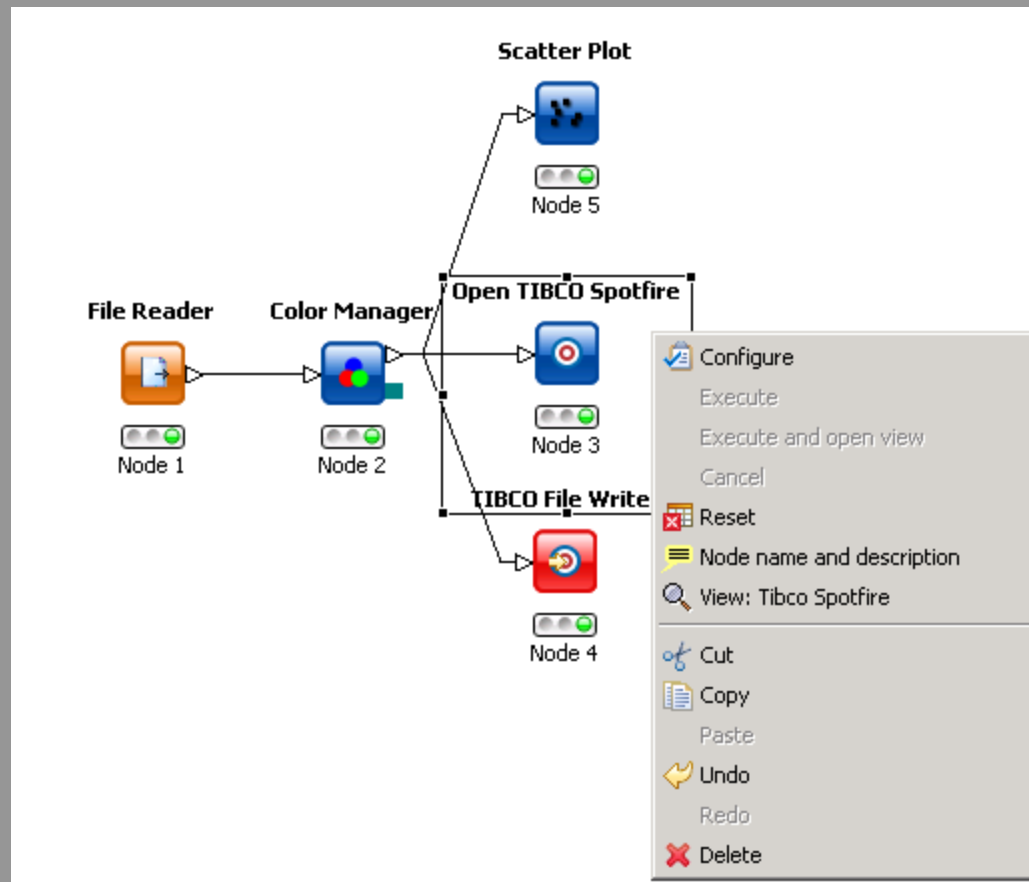 Scatter Plot
Node 5
Open TIBCO Spotfire
File Reader
Color Manager
Node 1
Node 2
Node 3
TIBCO File Write
Node 4
Configure
Execute
Execute and open view
Cancel
Reset
Node name and description
View: Tibco Spotfire
Cut
Copy
Paste
Undo
Redo
Delete